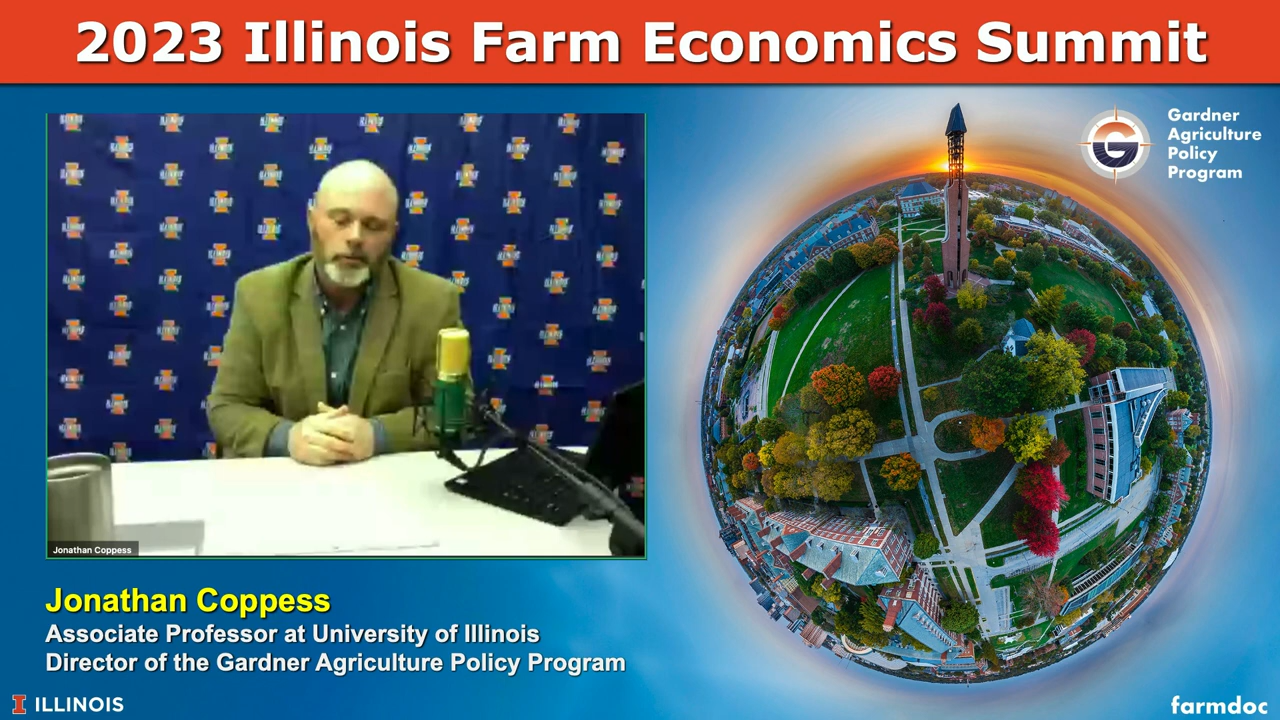 2023 Illinois Farm Economics Summit
Gardner
Agriculture
Policy
Program
G
ILLINOIS
Jonathan Coppess
Jonathan Coppess
Associate Professor at University of Illinois
Director of the Gardner Agriculture Policy Program
I ILLINOIS
farmdoc